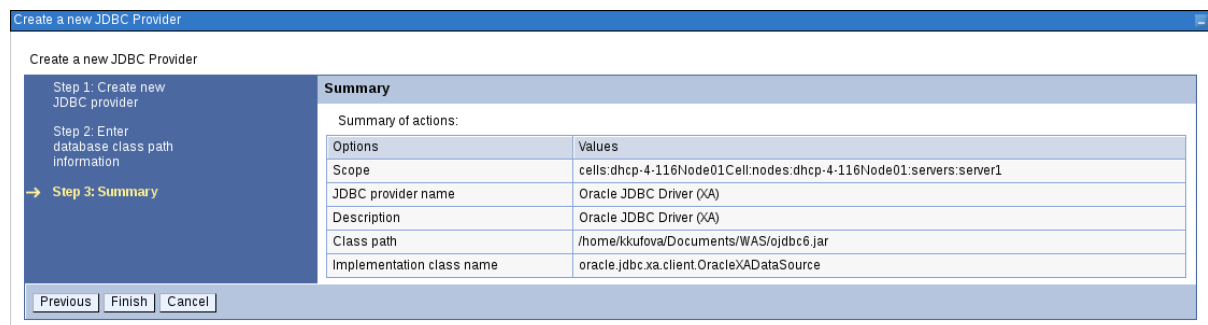 Create a new JDBC Provider
Create a new JDBC Provider
Step 1: Create new
JDBC provider
Step 2: Enter
database class path
information
Step 3: Summary
Summary
Summary of actions:
Options Values
Scope cells:dhcp-4-116Node01Cell:nodes:dhcp-4-116Node01:servers:server1
JDBC provider name Oracle JDBC Driver (XA)
Description Oracle JDBC Driver (XA)
Class path /home/kkufova/Documents/WAS/ojdbc6.jar
Implementation class name oracle.jdbc.xa.client.OracleXADataSource
Previous Finish Cancel